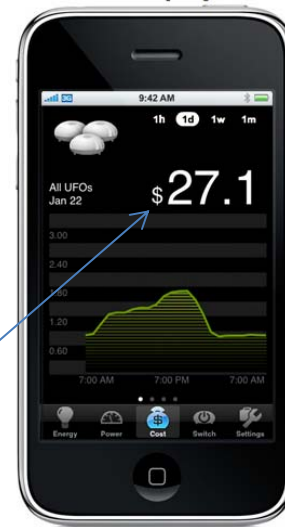 3G 9:42 AM
1h 1d 1w 1m
All UFOs
Jan 22
$27.1
3.00
2.40
1.80
1.20
0.60
7:00 AM 7:00 PM 7:00 AM
Energy Power Cost Switch Settings